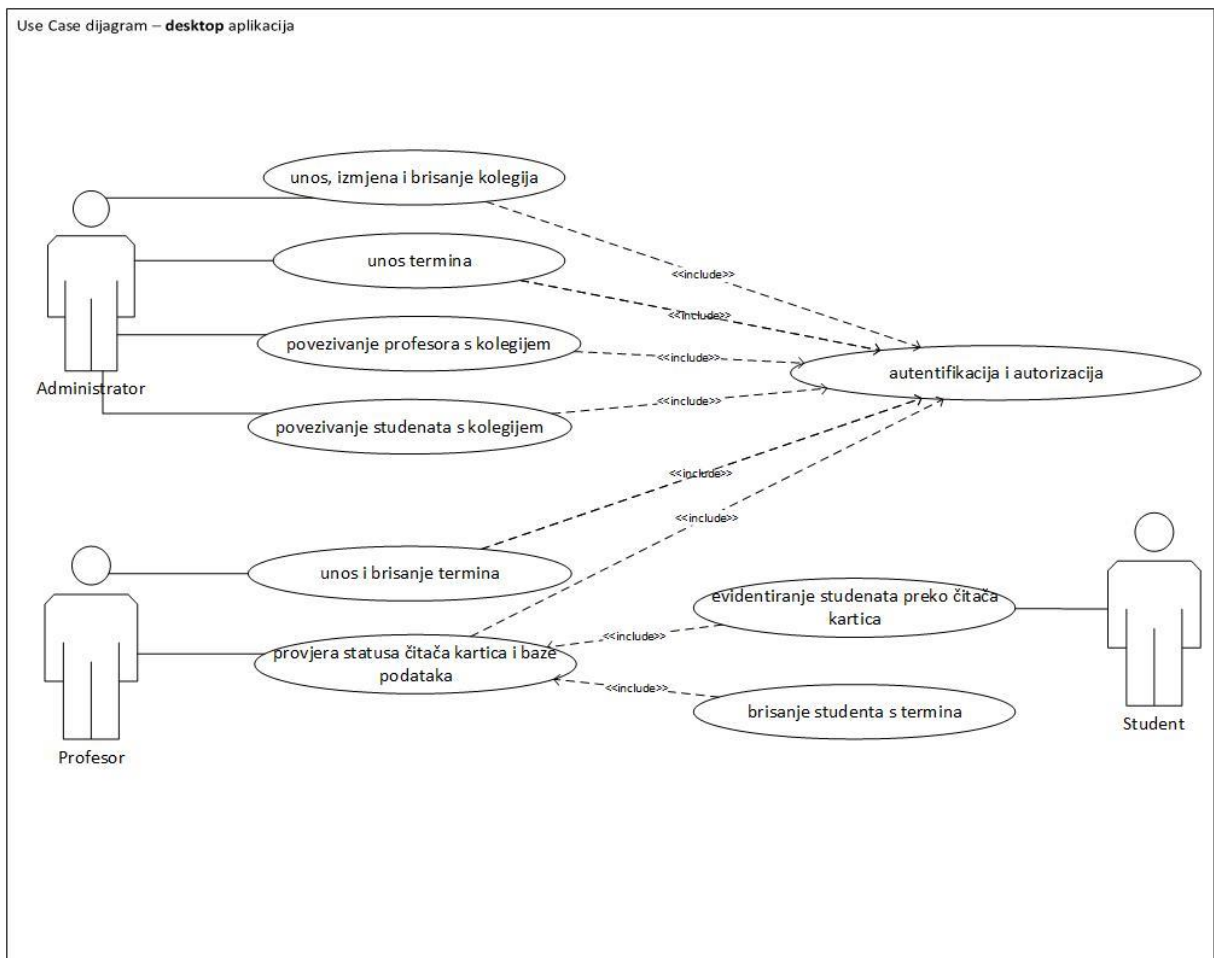 Use Case dijagram – desktop aplikacija
unos, izmjena i brisanje kolegija
unos termina
<<include>>
<<include>>
povezivanje profesora s kolegijem
<<include>>
autentifikacija i autorizacija
Administrator
<<include>>
povezivanje studenata s kolegijem
<<include>>
<<include>>
unos i brisanje termina
evidentiranje studenata preko čitača
kartica
<<include>>
provjera statusa čitača kartica i baze
podataka
<<include>>
brisanje studenta s termina
Student
Profesor